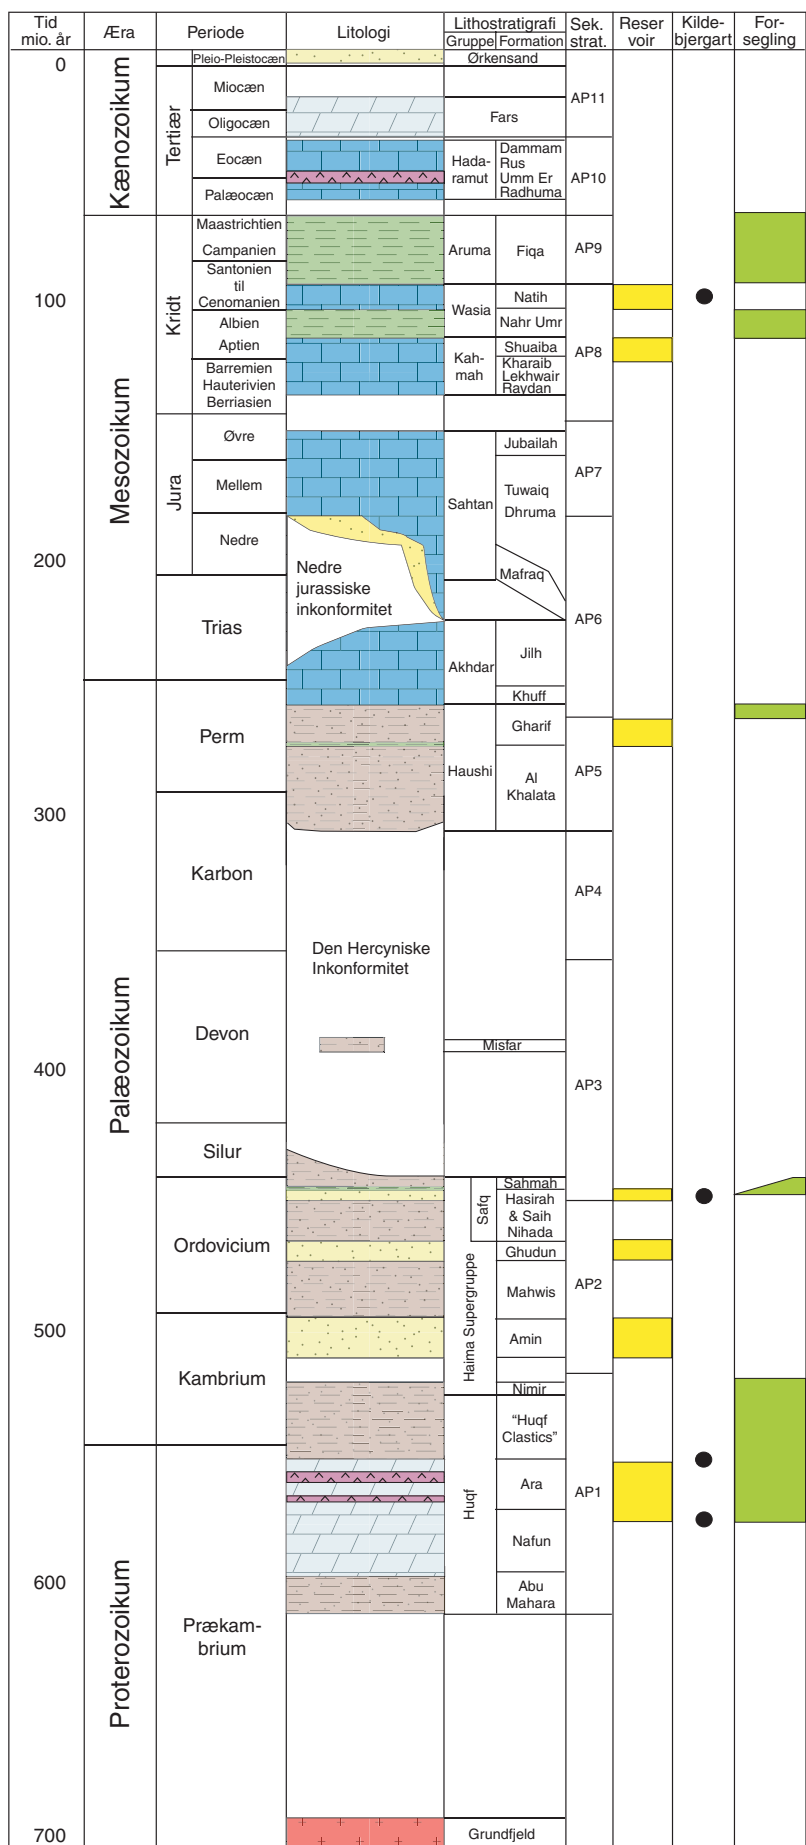 Tid
mio. år
Æra
Periode
Litologi
Lithostratigrafi
Gruppe
Formation
Sek.
strat.
Reser
voir
Kilde-
bjergart
For-
segling
0
100
200
300
400
500
600
700
Kænozoikum
Mesozoikum
Palæozoikum
Proterozoikum
Tertiær
Kridt
Jura
Pleio-Pleistocæn
Miocæn
Oligocæn
Eocæn
Palæocæn
Maastrichtien
Campanien
Santonien
til
Cenomanien
Albien
Aptien
Barremien
Hauterivien
Berriasien
Øvre
Mellem
Nedre
Trias
Perm
Karbon
Devon
Silur
Ordovicium
Kambrium
Prækam-
brium
Nedre
jurassiske
inkonformitet
Den Hercyniske
Inkonformitet
Ørkensand
Fars
Hada-
ramut
Dammam
Rus
Umm Er
Radhuma
Aruma
Fiqa
Wasia
Natih
Nahr Umr
Kah-
mah
Shuaiba
Kharaib
Lekhwair
Raydan
Sahtan
Jubailah
Tuwaiq
Dhruma
Mafraq
Akhdar
Jilh
Khuff
Haushi
Gharif
Al
Khalata
Misfar
Haima Supergruppe
Safq
Sahmah
Hasirah
& Saih
Nihada
Ghudun
Mahwis
Amin
Nimir
Huqf
“Huqf
Clastics”
Ara
Nafun
Abu
Mahara
Grundfjeld
AP11
AP10
AP9
AP8
AP7
AP6
AP5
AP4
AP3
AP2
AP1